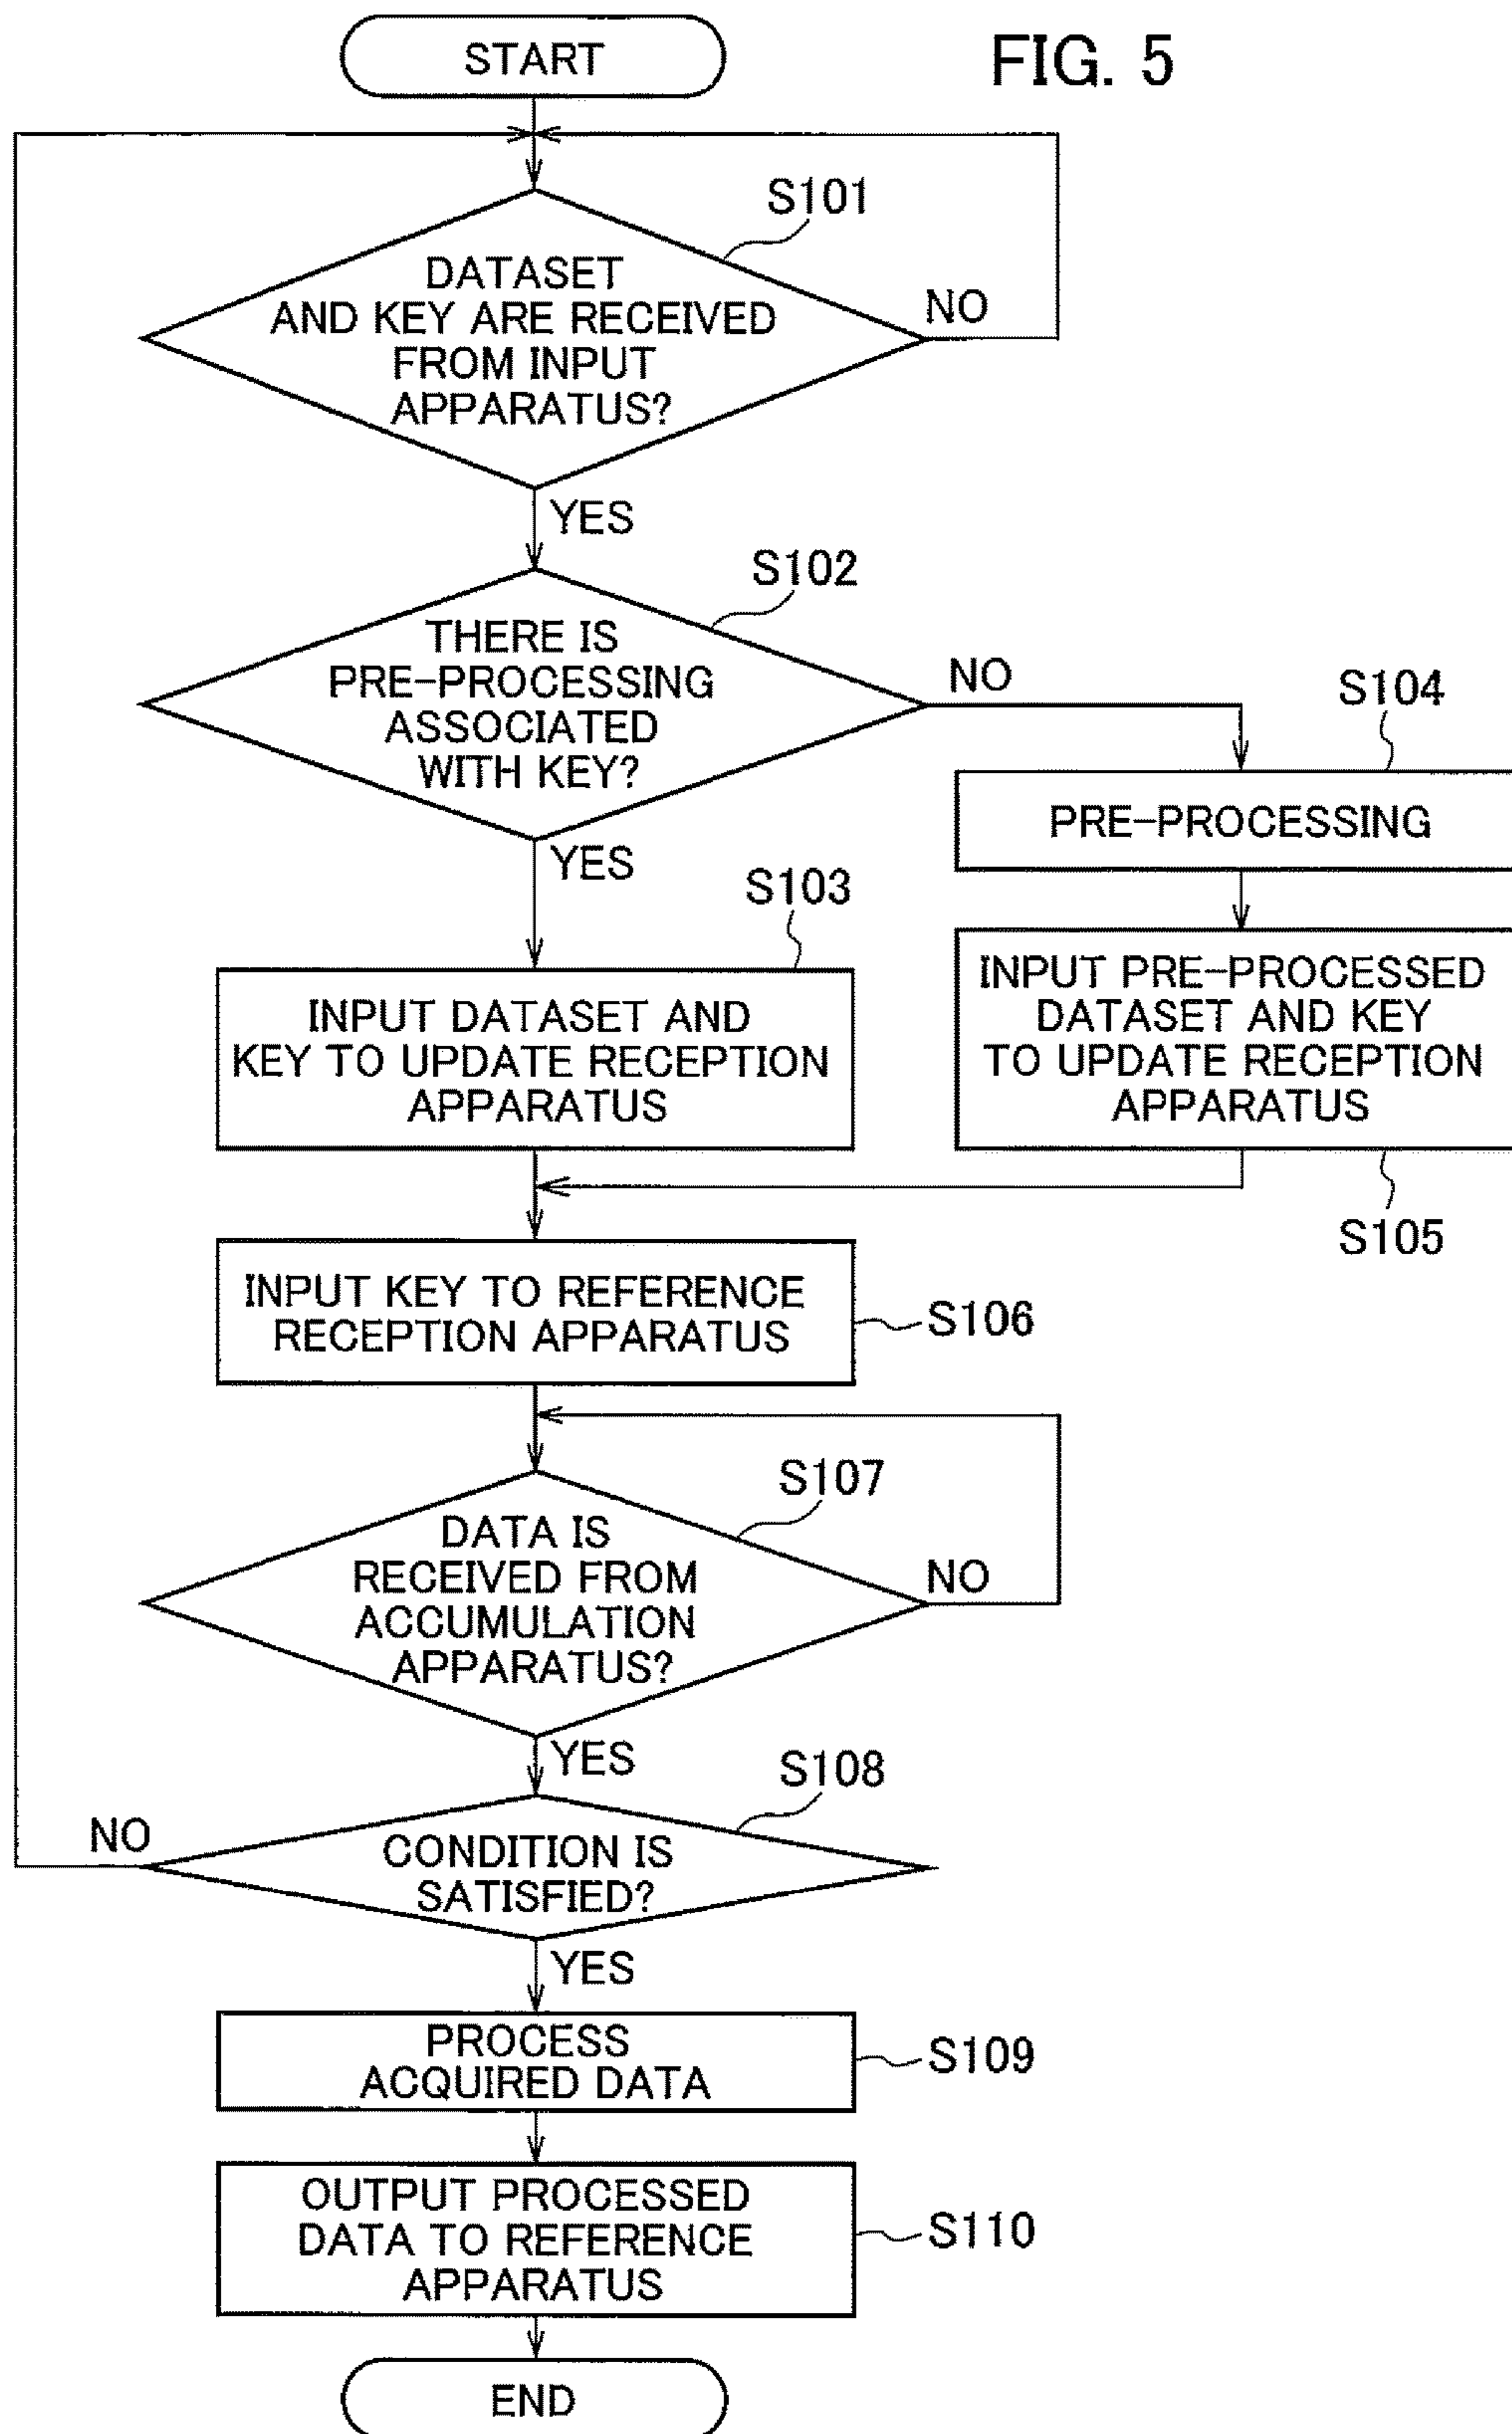 START
FIG. 5
S101
DATASET
AND KEY ARE RECEIVED
FROM INPUT
APPARATUS?
NO
YES
S102
THERE IS
PRE-PROCESSING
ASSOCIATED
WITH KEY?
NO
YES
S104
PRE-PROCESSING
S103
INPUT DATASET AND
KEY TO UPDATE RECEPTION
APPARATUS
INPUT PRE-PROCESSED
DATASET AND KEY
TO UPDATE RECEPTION
APPARATUS
S105
INPUT KEY TO REFERENCE
RECEPTION APPARATUS
S106
S107
DATA IS
RECEIVED FROM
ACCUMULATION
APPARATUS?
NO
YES
S108
NO
CONDITION IS
SATISFIED?
YES
PROCESS
ACQUIRED DATA
S109
OUTPUT PROCESSED
DATA TO REFERENCE
APPARATUS
S110
END